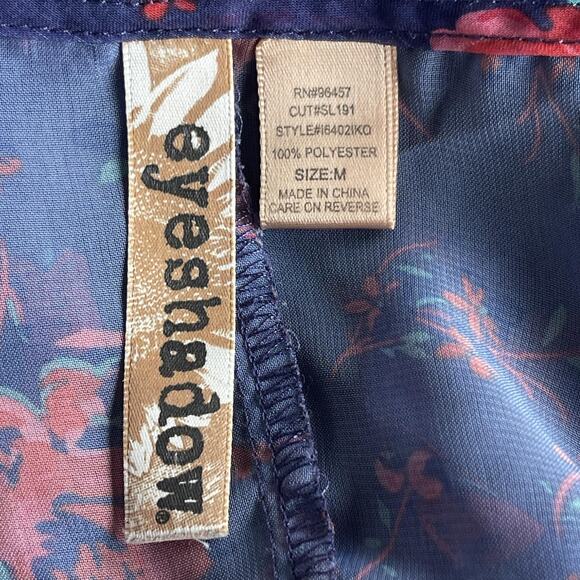 eyeshadow®
RN#96457
CUT#SL191
STYLE#I6402IKO
100% POLYESTER
SIZE:M
MADE IN CHINA
CARE ON REVERSE